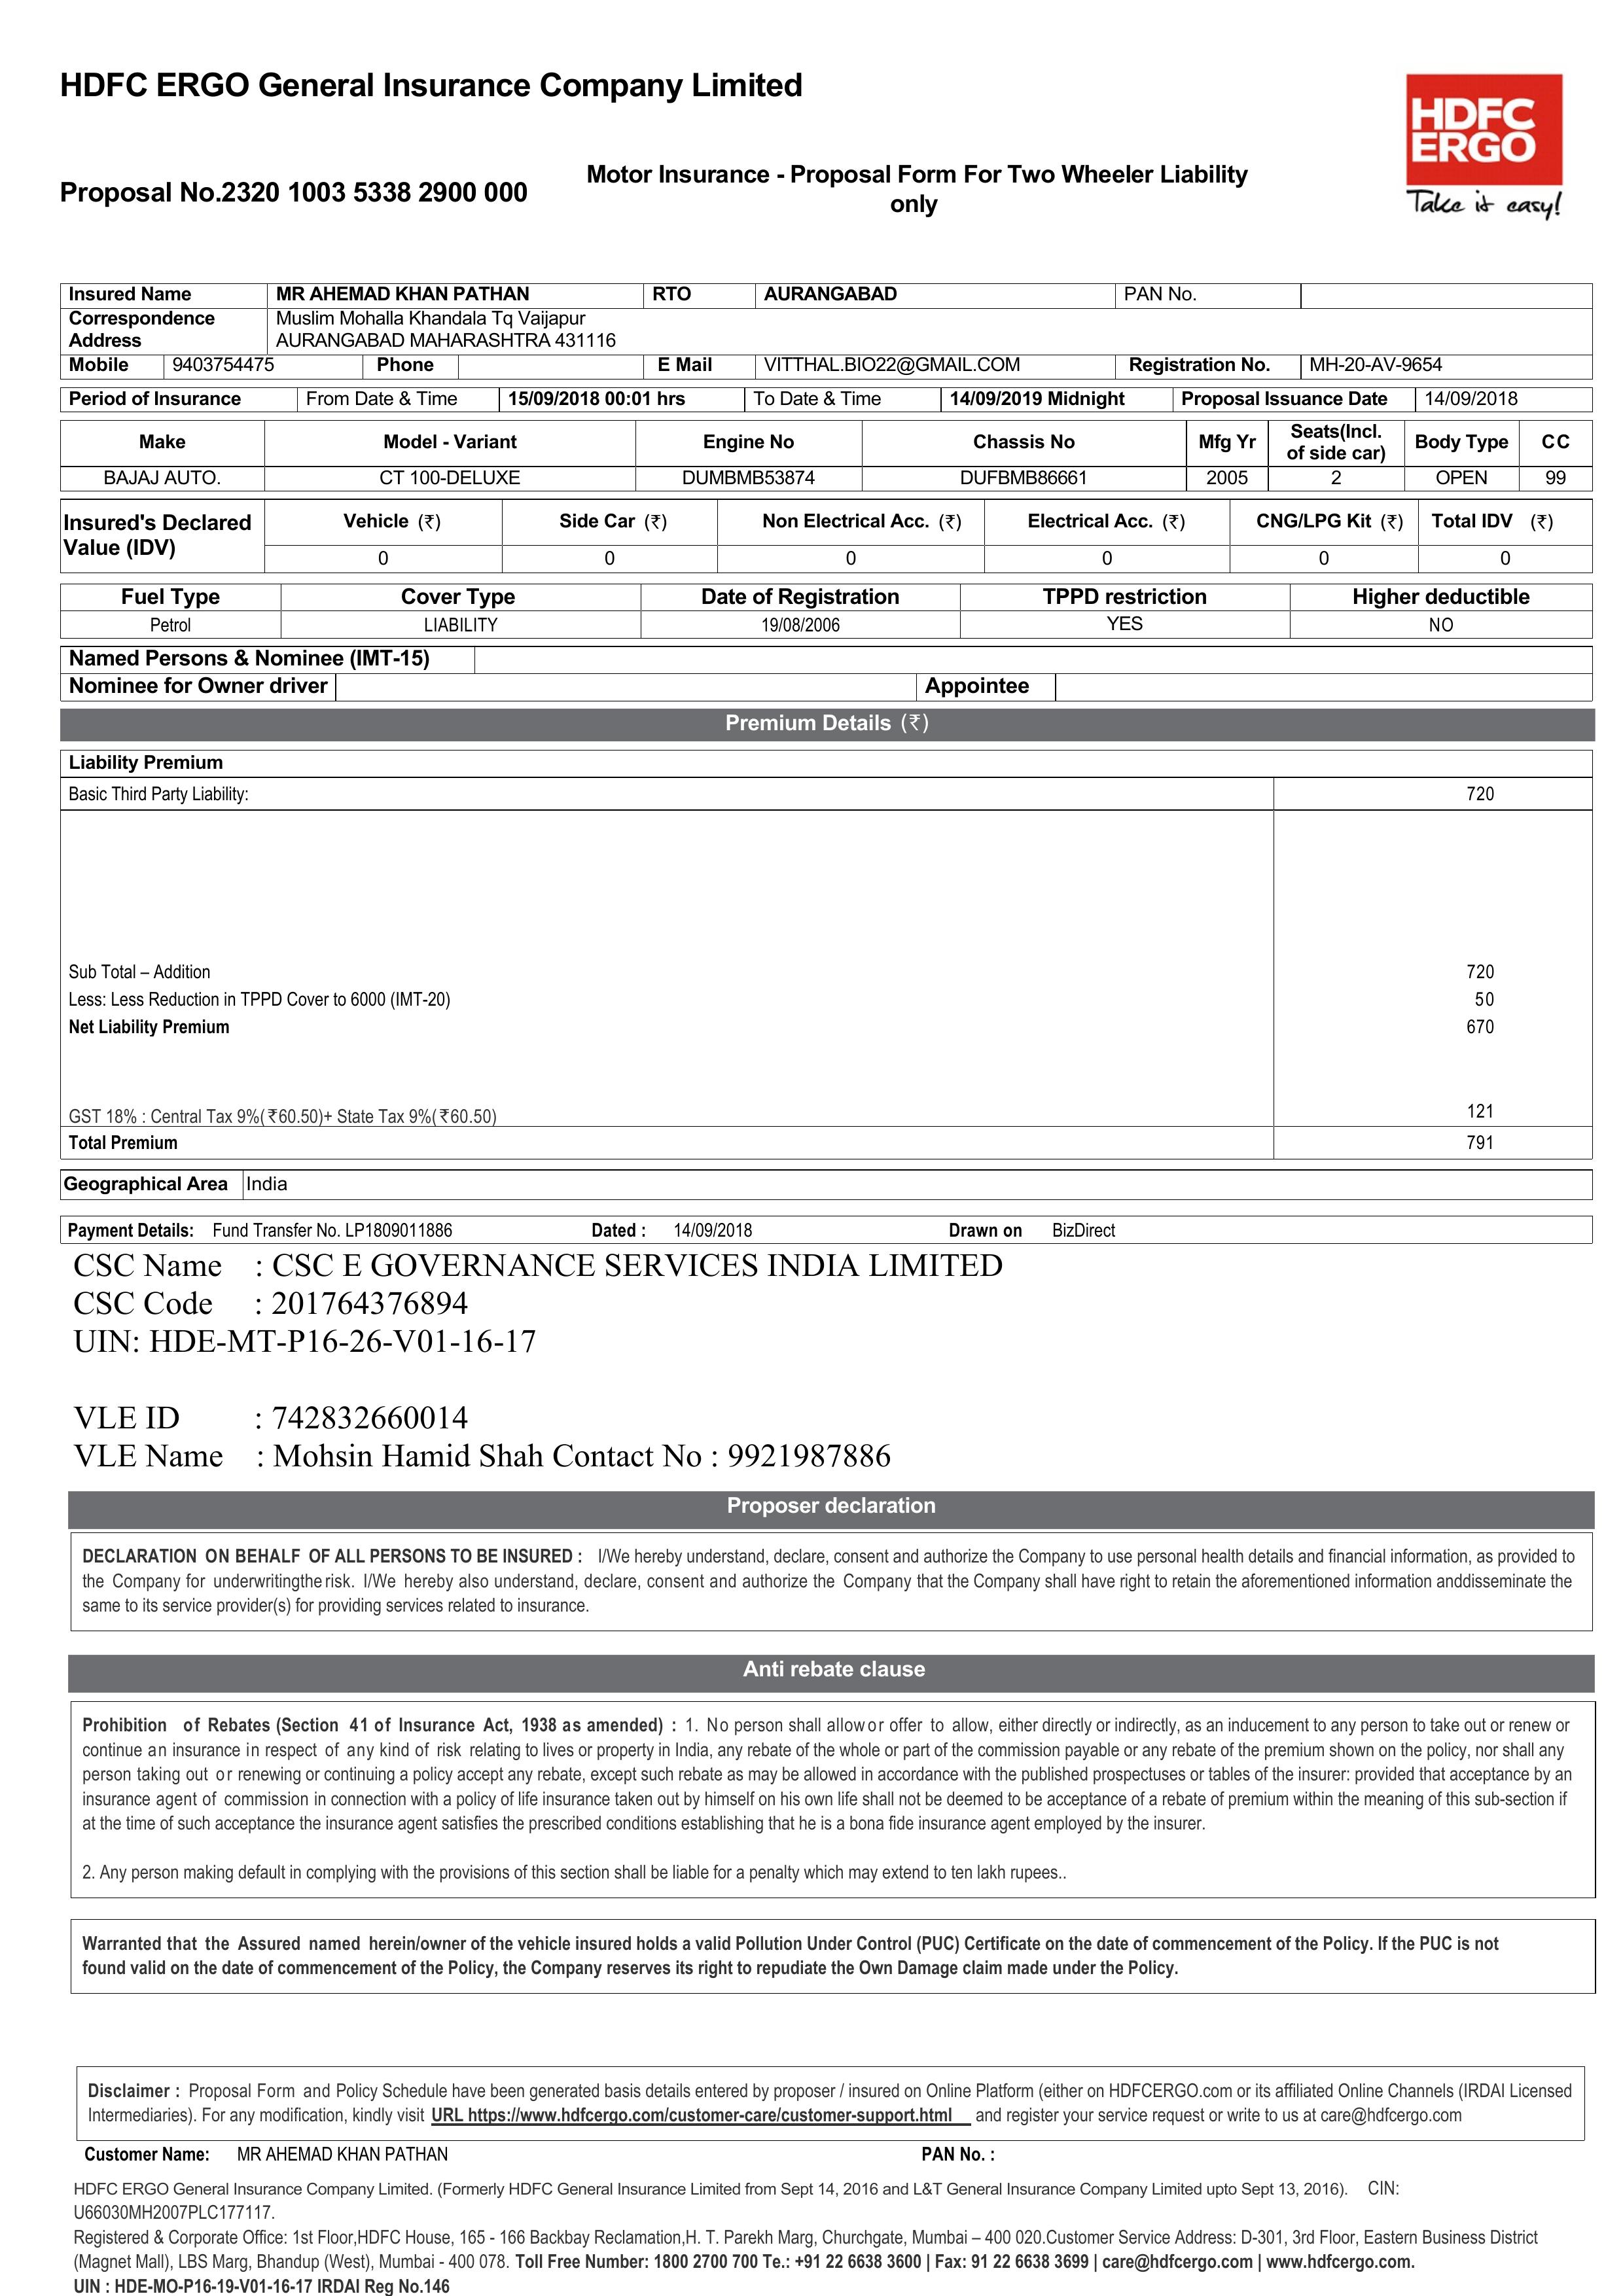 HDFC ERGO General Insurance Company Limited
HDFC
ERGO
Take it easy!
Proposal No.2320 1003 5338 2900 000
Motor Insurance - Proposal Form For Two Wheeler Liability
only
Insured Name MR AHEMAD KHAN PATHAN RTO AURANGABAD PAN No.
Correspondence Address Muslim Mohalla Khandala Tq Vaijapur
AURANGABAD MAHARASHTRA 431116
Mobile 9403754475 Phone E Mail VITTHAL.BIO22@GMAIL.COM Registration No. MH-20-AV-9654
Period of Insurance From Date & Time 15/09/2018 00:01 hrs To Date & Time 14/09/2019 Midnight Proposal Issuance Date 14/09/2018
Make Model - Variant Engine No Chassis No Mfg Yr Seats(Incl. of side car) Body Type CC
BAJAJ AUTO. CT 100-DELUXE DUMBMB53874 DUFBMB86661 2005 2 OPEN 99
Insured's Declared Value (IDV) Vehicle (₹) Side Car (₹) Non Electrical Acc. (₹) Electrical Acc. (₹) CNG/LPG Kit (₹) Total IDV (₹)
0 0 0 0 0 0
Fuel Type Cover Type Date of Registration TPPD restriction Higher deductible
Petrol LIABILITY 19/08/2006 YES NO
Named Persons & Nominee (IMT-15)
Nominee for Owner driver Appointee
Premium Details (₹)
Liability Premium
Basic Third Party Liability: 720
Sub Total – Addition 720
Less: Less Reduction in TPPD Cover to 6000 (IMT-20) 50
Net Liability Premium 670
GST 18% : Central Tax 9%(₹60.50)+ State Tax 9%(₹60.50) 121
Total Premium 791
Geographical Area India
Payment Details: Fund Transfer No. LP1809011886 Dated : 14/09/2018 Drawn on BizDirect
CSC Name : CSC E GOVERNANCE SERVICES INDIA LIMITED
CSC Code : 201764376894
UIN: HDE-MT-P16-26-V01-16-17
VLE ID : 742832660014
VLE Name : Mohsin Hamid Shah Contact No : 9921987886
Proposer declaration
DECLARATION ON BEHALF OF ALL PERSONS TO BE INSURED : I/We hereby understand, declare, consent and authorize the Company to use personal health details and financial information, as provided to
the Company for underwritingthe risk. I/We hereby also understand, declare, consent and authorize the Company that the Company shall have right to retain the aforementioned information anddisseminate the
same to its service provider(s) for providing services related to insurance.
Anti rebate clause
Prohibition of Rebates (Section 41 of Insurance Act, 1938 as amended) : 1. No person shall allow or offer to allow, either directly or indirectly, as an inducement to any person to take out or renew or
continue an insurance in respect of any kind of risk relating to lives or property in India, any rebate of the whole or part of the commission payable or any rebate of the premium shown on the policy, nor shall any
person taking out or renewing or continuing a policy accept any rebate, except such rebate as may be allowed in accordance with the published prospectuses or tables of the insurer: provided that acceptance by an
insurance agent of commission in connection with a policy of life insurance taken out by himself on his own life shall not be deemed to be acceptance of a rebate of premium within the meaning of this sub-section if
at the time of such acceptance the insurance agent satisfies the prescribed conditions establishing that he is a bona fide insurance agent employed by the insurer.
2. Any person making default in complying with the provisions of this section shall be liable for a penalty which may extend to ten lakh rupees..
Warranted that the Assured named herein/owner of the vehicle insured holds a valid Pollution Under Control (PUC) Certificate on the date of commencement of the Policy. If the PUC is not
found valid on the date of commencement of the Policy, the Company reserves its right to repudiate the Own Damage claim made under the Policy.
Disclaimer : Proposal Form and Policy Schedule have been generated basis details entered by proposer / insured on Online Platform (either on HDFCERGO.com or its affiliated Online Channels (IRDAI Licensed
Intermediaries). For any modification, kindly visit URL https://www.hdfcergo.com/customer-care/customer-support.html and register your service request or write to us at care@hdfcergo.com
Customer Name: MR AHEMAD KHAN PATHAN PAN No. :
HDFC ERGO General Insurance Company Limited. (Formerly HDFC General Insurance Limited from Sept 14, 2016 and L&T General Insurance Company Limited upto Sept 13, 2016). CIN:
U66030MH2007PLC177117.
Registered & Corporate Office: 1st Floor,HDFC House, 165 - 166 Backbay Reclamation,H. T. Parekh Marg, Churchgate, Mumbai – 400 020.Customer Service Address: D-301, 3rd Floor, Eastern Business District
(Magnet Mall), LBS Marg, Bhandup (West), Mumbai - 400 078. Toll Free Number: 1800 2700 700 Te.: +91 22 6638 3600 | Fax: 91 22 6638 3699 | care@hdfcergo.com | www.hdfcergo.com.
UIN : HDE-MO-P16-19-V01-16-17 IRDAI Reg No.146